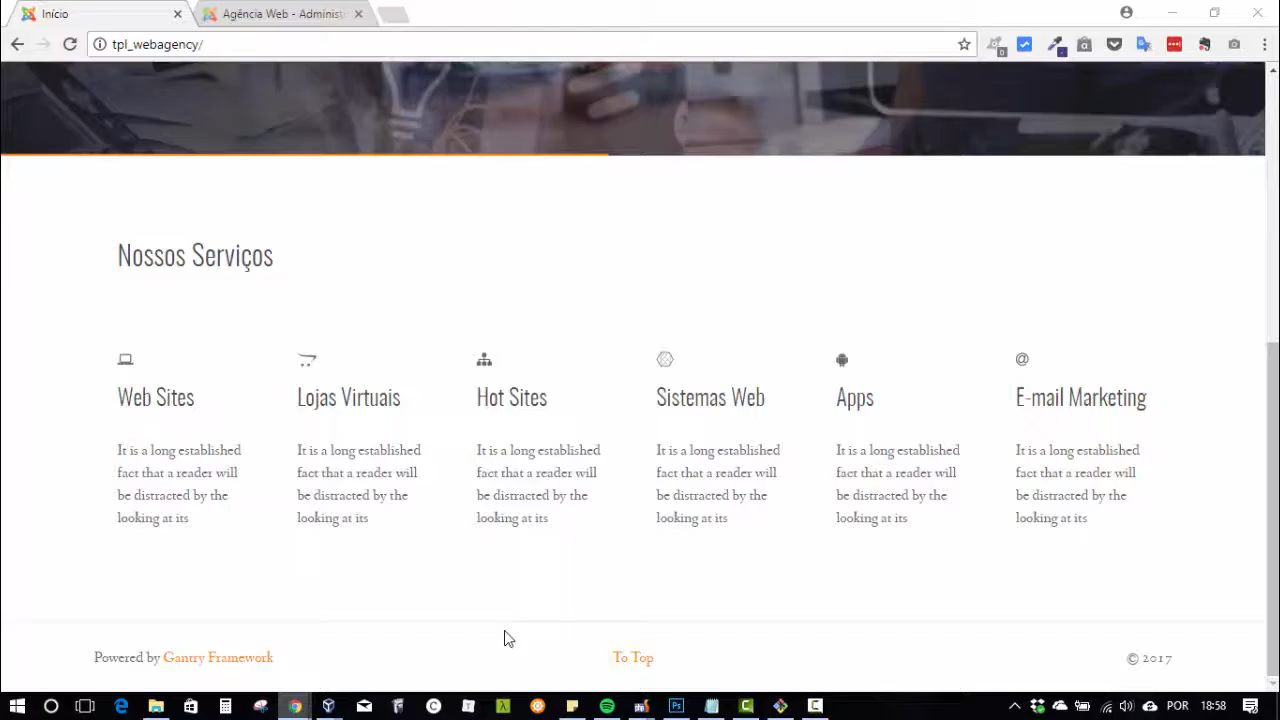 Início
Agência Web - Administ
tpl_webagency/
Nossos Serviços
Web Sites
It is a long established
fact that a reader will
be distracted by the
looking at its
Lojas Virtuais
It is a long established
fact that a reader will
be distracted by the
looking at its
Hot Sites
It is a long established
fact that a reader will
be distracted by the
looking at its
Sistemas Web
It is a long established
fact that a reader will
be distracted by the
looking at its
Apps
It is a long established
fact that a reader will
be distracted by the
looking at its
E-mail Marketing
It is a long established
fact that a reader will
be distracted by the
looking at its
Powered by Gantry Framework
To Top
© 2017
POR
18:58